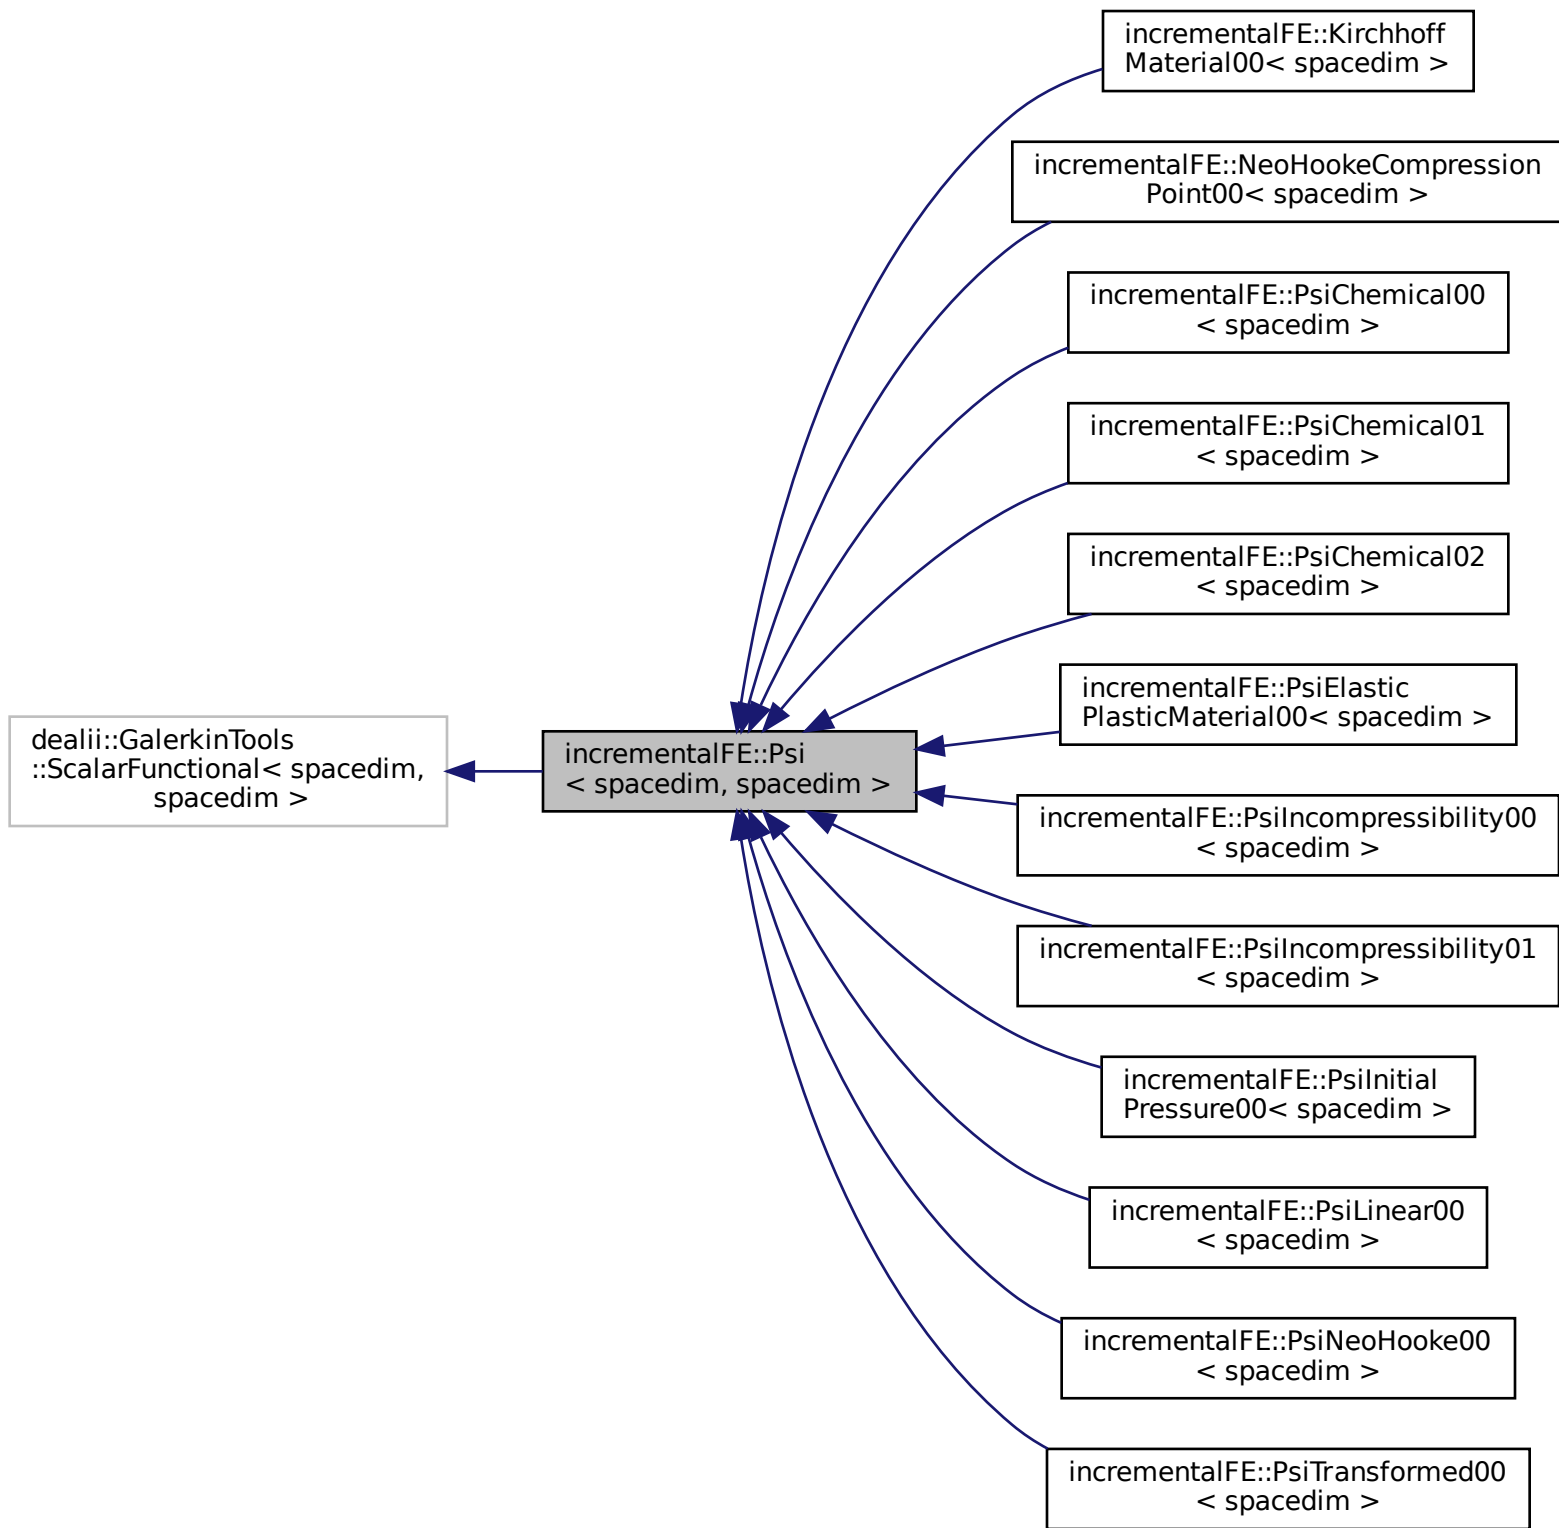 incrementalFE::Kirchhoff
Material00< spacedim >
incrementalFE::NeoHookeCompression
Point00< spacedim >
incrementalFE::PsiChemical00
< spacedim >
incrementalFE::PsiChemical01
< spacedim >
incrementalFE::PsiChemical02
< spacedim >
incrementalFE::PsiElastic
PlasticMaterial00< spacedim >
dealii::GalerkinTools
::ScalarFunctional< spacedim,
spacedim >
incrementalFE::Psi
< spacedim, spacedim >
incrementalFE::PsiIncompressibility00
< spacedim >
incrementalFE::PsiIncompressibility01
< spacedim >
incrementalFE::PsiInitial
Pressure00< spacedim >
incrementalFE::PsiLinear00
< spacedim >
incrementalFE::PsiNeoHooke00
< spacedim >
incrementalFE::PsiTransformed00
< spacedim >